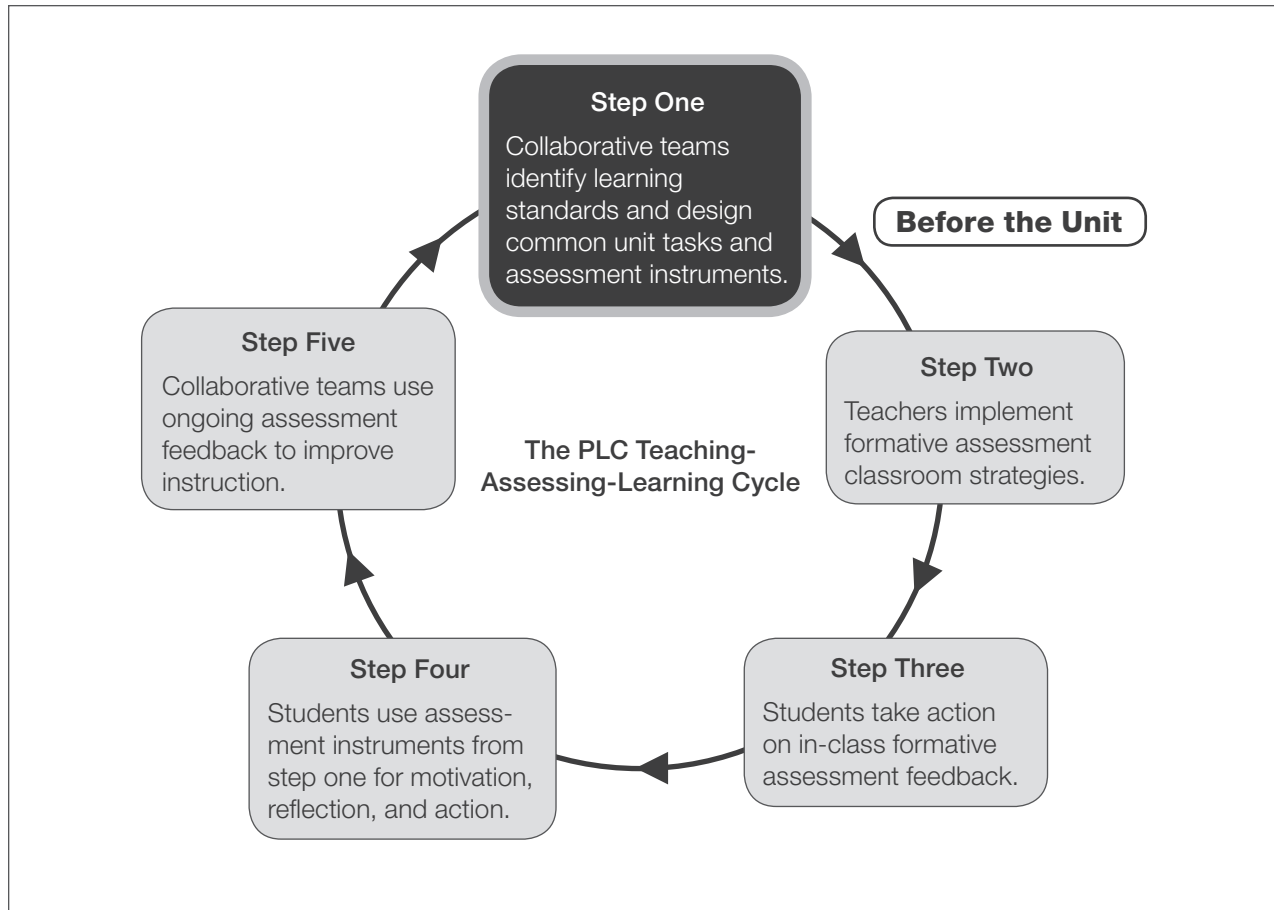 Step One
Collaborative teams
identify learning
standards and design
common unit tasks and
assessment instruments.
Before the Unit
Step Two
Teachers implement
formative assessment
classroom strategies.
Step Three
Students take action
on in-class formative
assessment feedback.
Step Four
Students use assess-
ment instruments from
step one for motivation,
reflection, and action.
Step Five
Collaborative teams use
ongoing assessment
feedback to improve
instruction.
The PLC Teaching-
Assessing-Learning Cycle